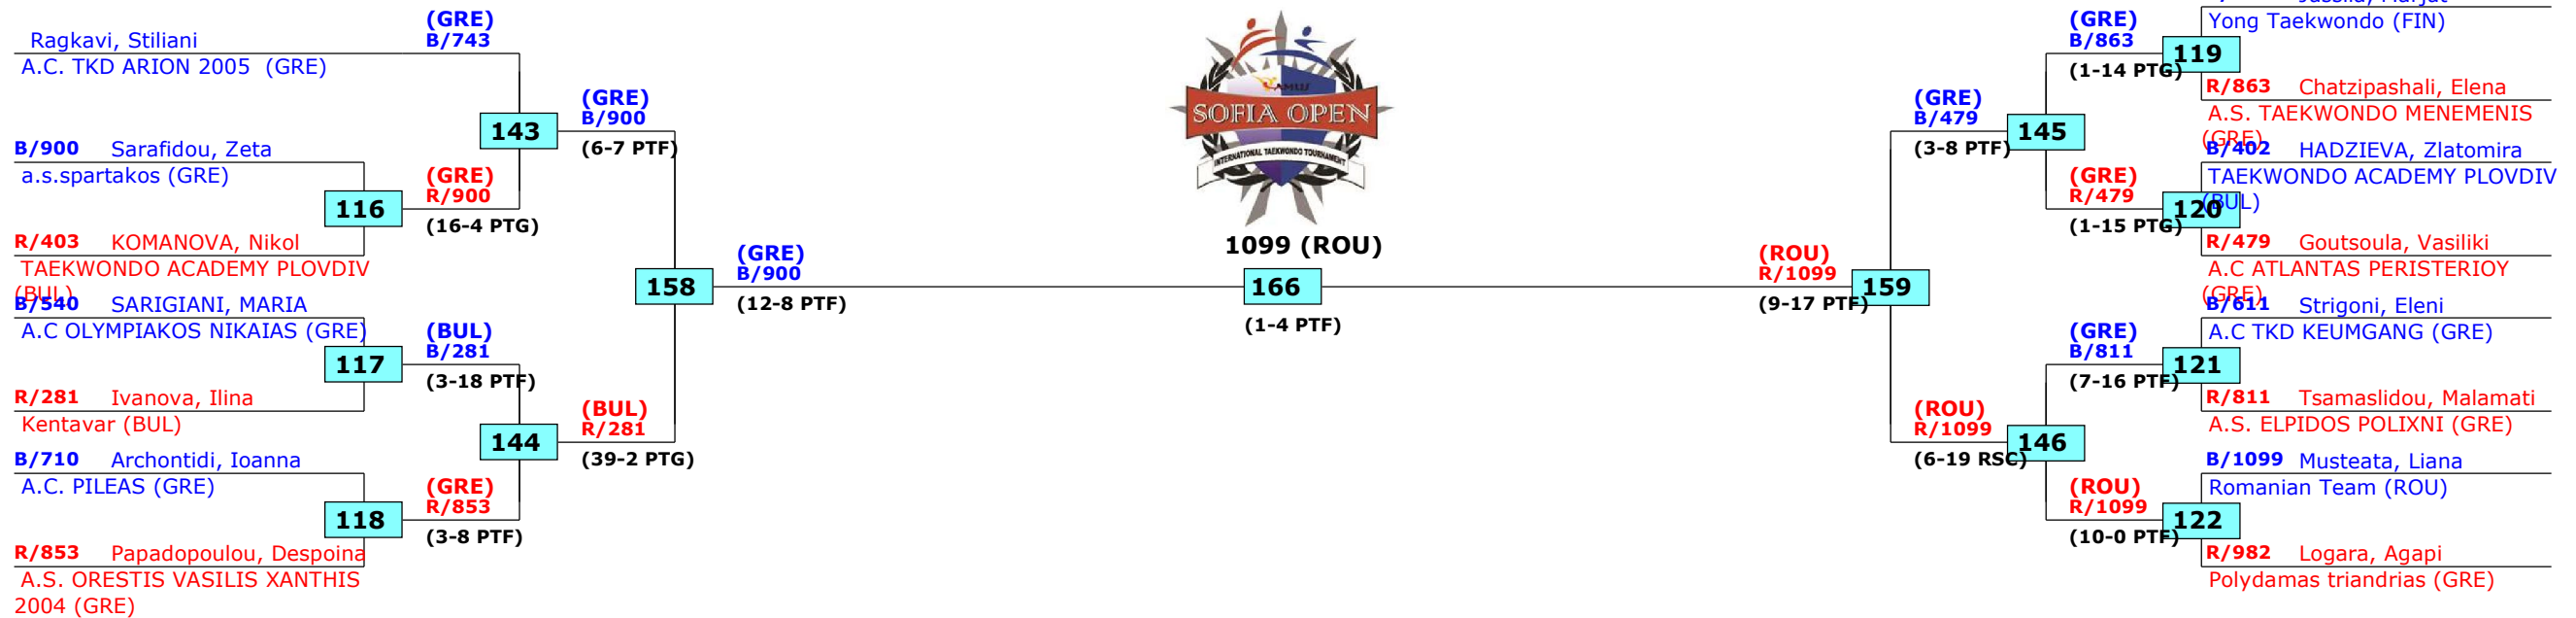 (GRE)
B/743
Ragkavi, Stiliani
A.C. TKD ARION 2005 (GRE)
143
(GRE)
B/900
(6-7 PTF)
B/900 Sarafidou, Zeta
a.s.spartakos (GRE)
116
(GRE)
R/900
(16-4 PTG)
R/403 KOMANOVA, Nikol
TAEKWONDO ACADEMY PLOVDIV
(BUL)
B/540 SARIGIANI, MARIA
A.C OLYMPIAKOS NIKAIAS (GRE)
117
(BUL)
B/281
(3-18 PTF)
R/281 Ivanova, Ilina
Kentavar (BUL)
144
(BUL)
R/281
(39-2 PTG)
B/710 Archontidi, Ioanna
A.C. PILEAS (GRE)
118
(GRE)
R/853
(3-8 PTF)
R/853 Papadopoulou, Despoina
A.S. ORESTIS VASILIS XANTHIS
2004 (GRE)
158
(GRE)
B/900
(12-8 PTF)
SOFIA OPEN
INTERNATIONAL TAEKWONDO TOURNAMENT
1099 (ROU)
166
(1-4 PTF)
(ROU)
R/1099
(9-17 PTF)
159
(GRE)
B/479
(3-8 PTF)
145
(GRE)
B/863
(1-14 PTG)
119
Yong Taekwondo (FIN)
R/863 Chatzipashali, Elena
A.S. TAEKWONDO MENEMENIS
(GRE)
B/402 HADZIEVA, Zlatomira
TAEKWONDO ACADEMY PLOVDIV
(BUL)
(GRE)
R/479
(1-15 PTG)
120
R/479 Goutsoula, Vasiliki
A.C ATLANTAS PERISTERIOY
(GRE)
B/611 Strigoni, Eleni
A.C TKD KEUMGANG (GRE)
(GRE)
B/811
(7-16 PTF)
121
R/811 Tsamaslidou, Malamati
A.S. ELPIDOS POLIXNI (GRE)
(ROU)
R/1099
(6-19 RSC)
146
B/1099 Musteata, Liana
Romanian Team (ROU)
(ROU)
R/1099
(10-0 PTF)
122
R/982 Logara, Agapi
Polydamas triandrias (GRE)